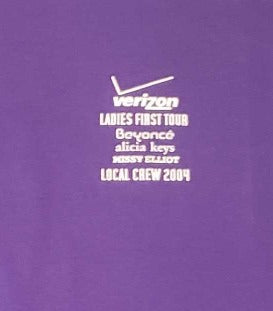 verizon
LADIES FIRST TOUR
Beyoncé
alicia keys
MISSY ELLIOT
LOCAL CREW 2004